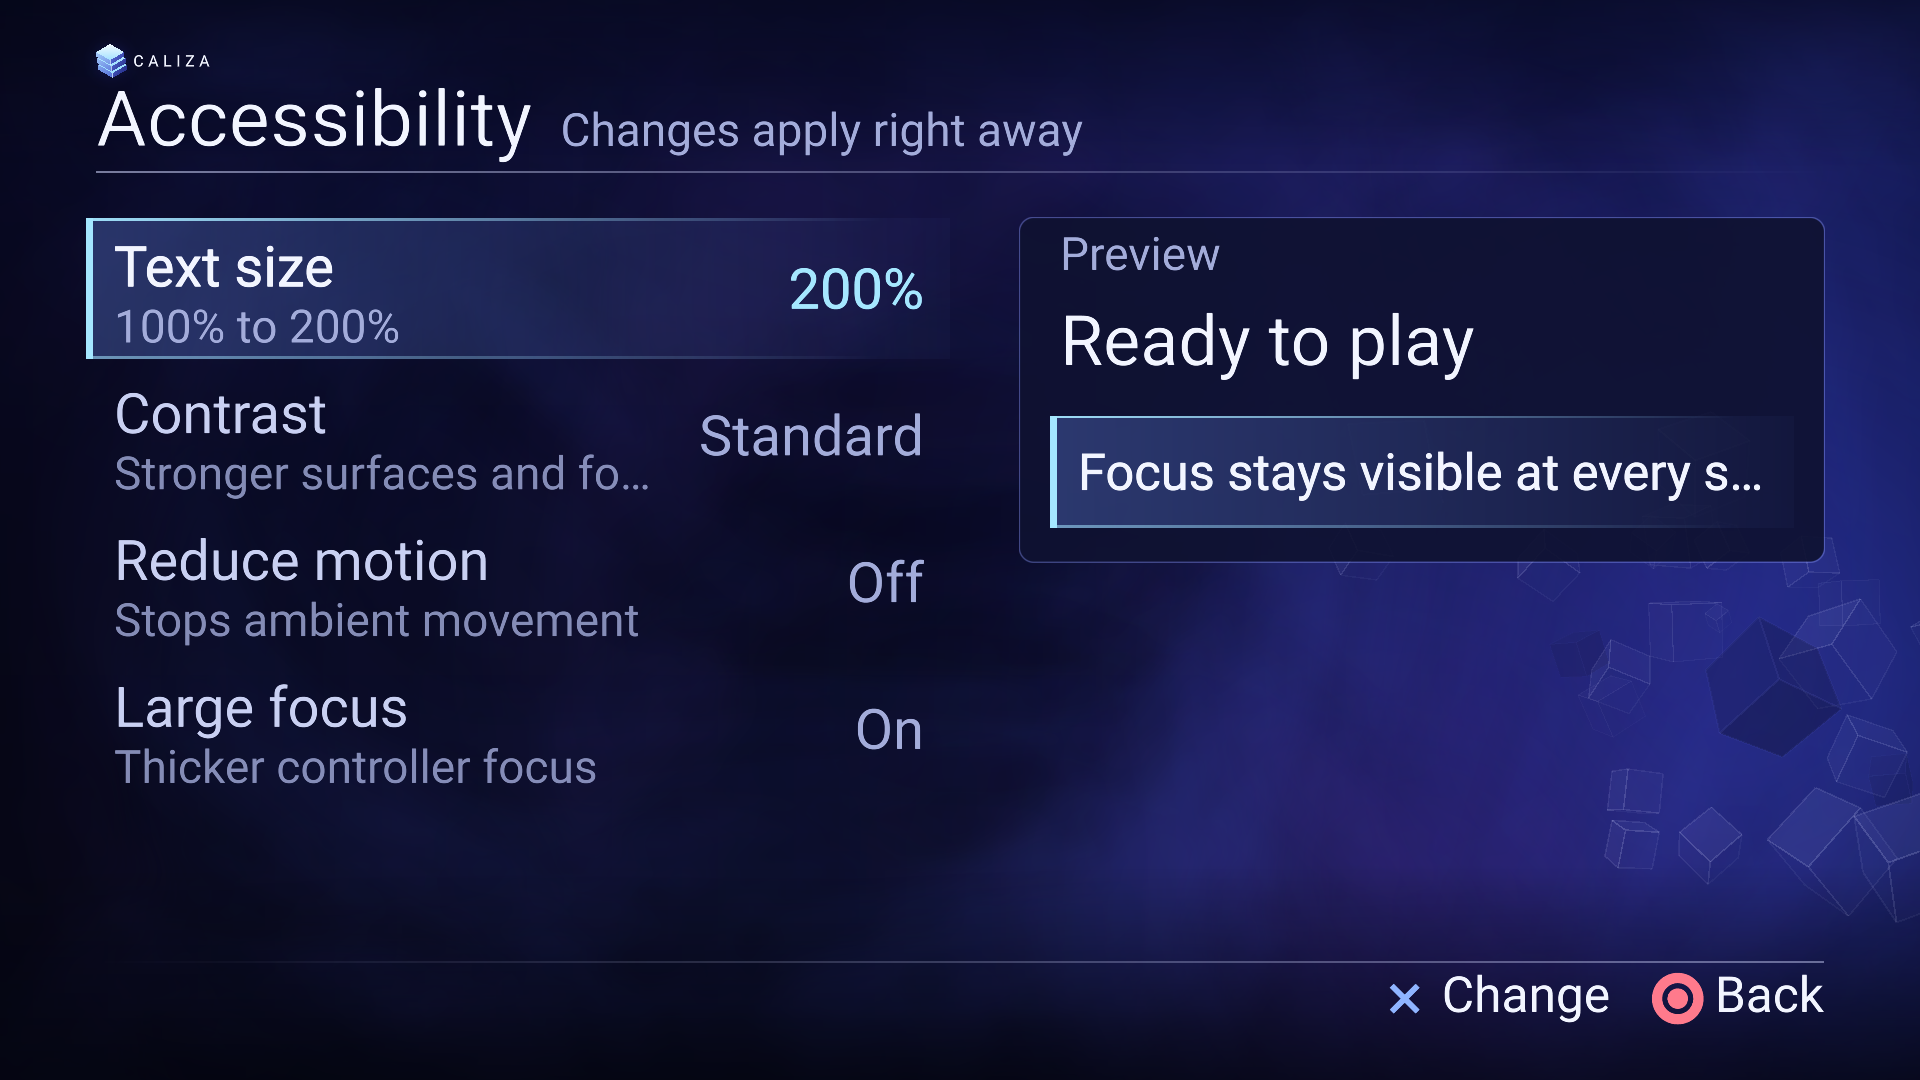 CALIZA
Accessibility Changes apply right away
Text size
100% to 200%
200%
Contrast
Stronger surfaces and fo...
Standard
Reduce motion
Stops ambient movement
Off
Large focus
Thicker controller focus
On
Preview
Ready to play
Focus stays visible at every s...
Change Back